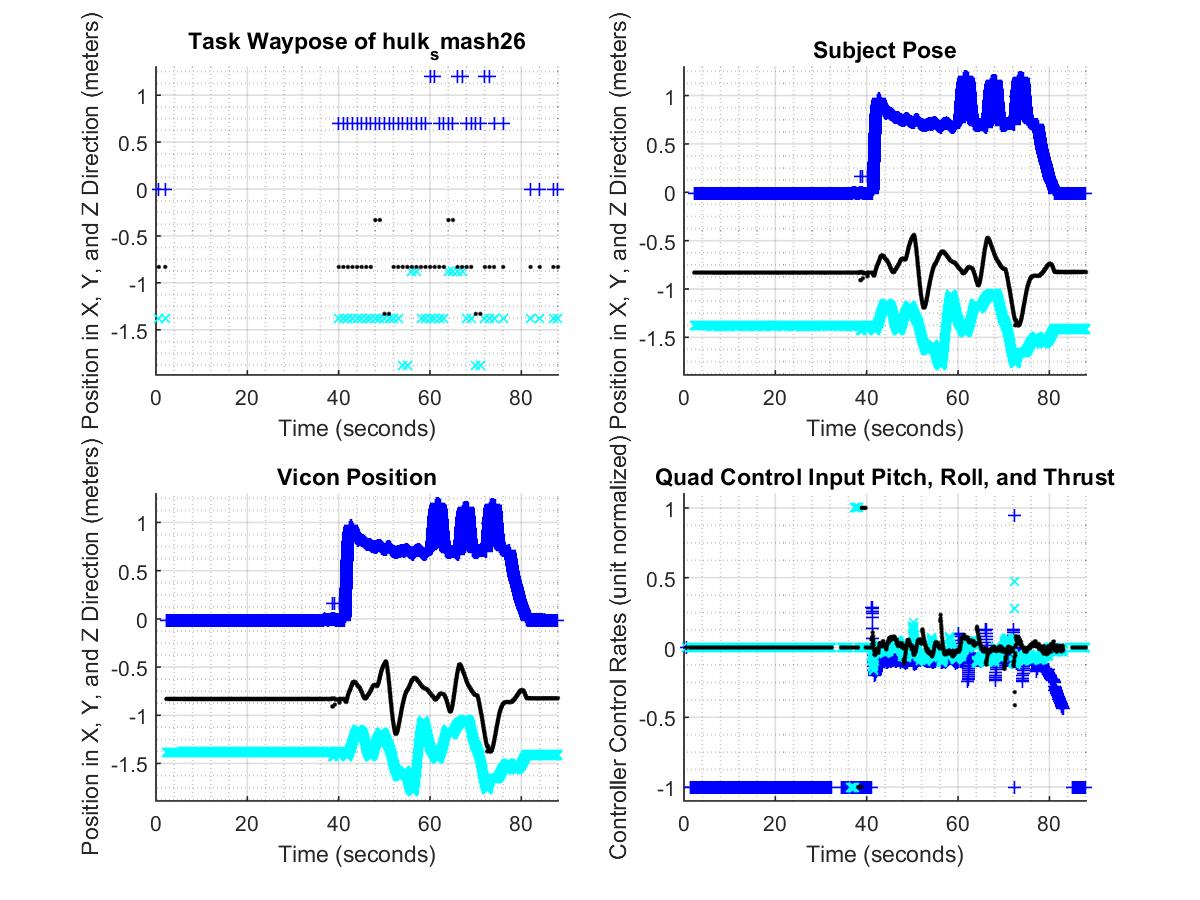 Task Waypose of hulksmash26
Position in X, Y, and Z Direction (meters)
1
0.5
0
-0.5
-1
-1.5
0 20 40 60 80
Time (seconds)
Subject Pose
Position in X, Y, and Z Direction (meters)
1
0.5
0
-0.5
-1
-1.5
0 20 40 60 80
Time (seconds)
Vicon Position
Position in X, Y, and Z Direction (meters)
1
0.5
0
-0.5
-1
-1.5
0 20 40 60 80
Time (seconds)
Quad Control Input Pitch, Roll, and Thrust
Controller Control Rates (unit normalized)
1
0.5
0
-0.5
-1
0 20 40 60 80
Time (seconds)